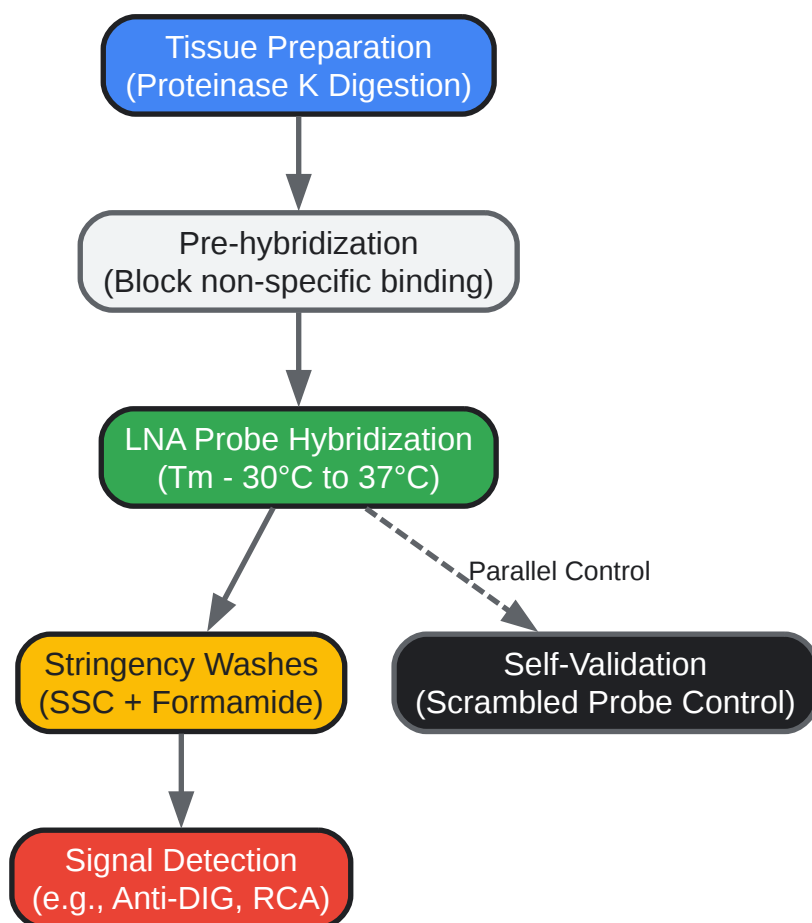 Tissue Preparation
(Proteinase K Digestion)
Pre-hybridization
(Block non-specific binding)
LNA Probe Hybridization
(Tm - 30°C to 37°C)
Parallel Control
Stringency Washes
(SSC + Formamide)
Self-Validation
(Scrambled Probe Control)
Signal Detection
(e.g., Anti-DIG, RCA)